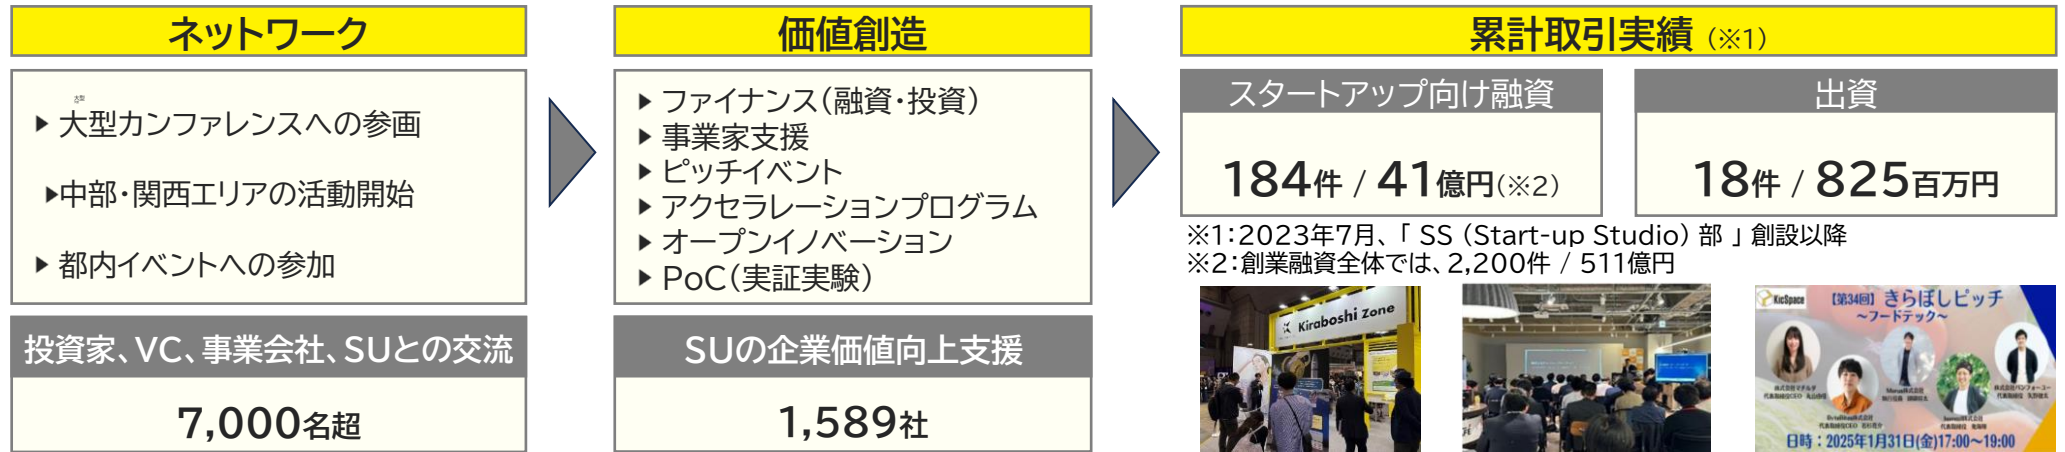 ネットワーク
▶ 大型カンファレンスへの参画
▶中部・関西エリアの活動開始
▶ 都内イベントへの参加
投資家、VC、事業会社、SUとの交流
7,000名超
価値創造
▶ ファイナンス（融資・投資）
▶ 事業家支援
▶ ピッチイベント
▶ アクセラレーションプログラム
▶ オープンイノベーション
▶ PoC（実証実験）
SUの企業価値向上支援
1,589社
累計取引実績（※1）
スタートアップ向け融資
184件 / 41億円（※2）
出資
18件 / 825百万円
※1：2023年7月、「 SS（Start-up Studio）部 」創設以降
※2：創業融資全体では、2,200件 / 511億円
Kiraboshi Zone
KicSpace
【第34回】きらぼしピッチ
～フードテック～
日時：2025年1月31日(金)17:00～19:00